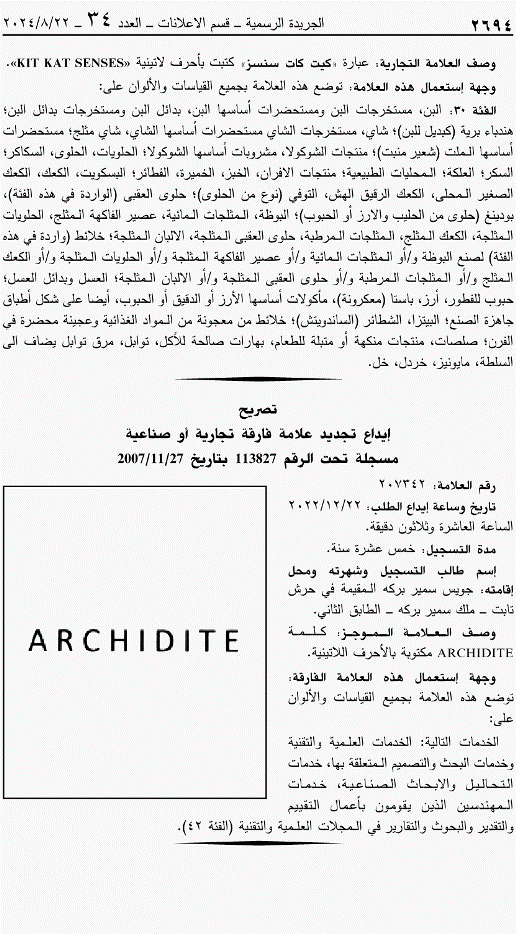 ٢٦٩٤ الجريدة الرسمية – قسم الاعلانات – العدد ٣٤ – ٢٠٢٤/٨/٢٢
وصف العلامة التجارية: عبارة «كيت كات سنسز» كتبت بأحرف لاتينية «KIT KAT SENSES».
وجهة إستعمال هذه العلامة: توضع هذه العلامة بجميع القياسات والألوان على:
الفئة ٣٠: البن، مستخرجات البن ومستحضرات أساسها البن، بدائل البن ومستخرجات بدائل البن؛
هندباء برية (كبديل للبن)؛ شاي، مستخرجات الشاي مستحضرات أساسها الشاي، شاي مثلج؛ مستحضرات
أساسها الملت (شعير منبت)؛ منتجات الشوكولا، مشروبات أساسها الشوكولا؛ الحلويات، الحلوى، السكاكر؛
السكر؛ العلكة؛ المحليات الطبيعية؛ منتجات الافران، الخبز، الخميرة، الفطائر؛ البسكويت، الكعك، الكعك
الصغير المحلى، الكعك الرقيق الهش، التوفي (نوع من الحلوى)؛ حلوى العقبى (الواردة في هذه الفئة)،
بودينغ (حلوى من الحليب والارز أو الحبوب)؛ البوظة، المثلجات المائية، عصير الفاكهة المثلج، الحلويات
المثلجة، الكعك المثلج، المثلجات المرطبة، حلوى العقبى المثلجة، الالبان المثلجة؛ خلائط (واردة في هذه
الفئة) لصنع البوظة و/أو المثلجات المائية و/أو عصير الفاكهة المثلجة و/أو الحلويات المثلجة و/أو الكعك
المثلج و/أو المثلجات المرطبة و/أو حلوى العقبى المثلجة و/أو الالبان المثلجة؛ العسل وبدائل العسل؛
حبوب للفطور، أرز، باستا (معكرونة)، مأكولات أساسها الأرز أو الدقيق أو الحبوب، أيضا على شكل أطباق
جاهزة الصنع؛ البيتزا، الشطائر (الساندويتش)؛ خلائط من معجونة من المواد الغذائية وعجينة محضرة في
الفرن؛ صلصات، منتجات منكهة أو متبلة للطعام، بهارات صالحة للأكل، توابل، مرق توابل يضاف الى
السلطة، مايونيز، خردل، خل.
تصريح
إيداع تجديد علامة فارقة تجارية أو صناعية
مسجلة تحت الرقم 113827 بتاريخ 2007/11/27
رقم العلامة: ٢٠٧٣٤٢
تاريخ وساعة إيداع الطلب: ٢٠٢٢/١٢/٢٢
الساعة العاشرة وثلاثون دقيقة.
مدة التسجيل: خمس عشرة سنة.
إسم طالب التسجيل وشهرته ومحل
إقامته: جويس سمير بركه المقيمة في حرش
تابت – ملك سمير بركه – الطابق الثاني.
وصف العلامة الموجز: كلمة
ARCHIDITE مكتوبة بالأحرف اللاتينية.
وجهة إستعمال هذه العلامة الفارقة:
توضع هذه العلامة بجميع القياسات والألوان
على:
الخدمات التالية: الخدمات العلمية والتقنية
وخدمات البحث والتصميم المتعلقة بها، خدمات
التحاليل والابحاث الصناعية، خدمات
المهندسين الذين يقومون بأعمال التقييم
والتقدير والبحوث والتقارير في المجلات العلمية والتقنية (الفئة ٤٢).
ARCHIDITE